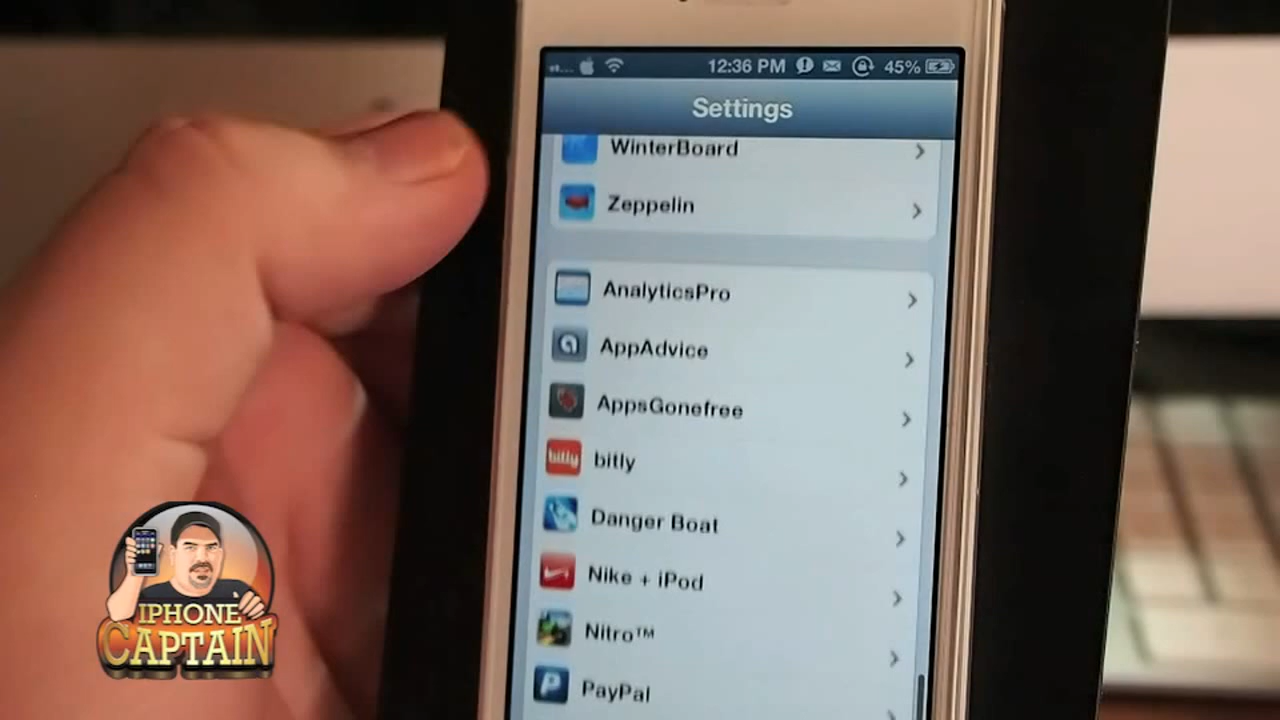 12:36 PM 45%
Settings
WinterBoard
Zeppelin
AnalyticsPro
AppAdvice
AppsGonefree
bitly bitly
Danger Boat
Nike + iPod
Nitro™
PayPal
IPHONE
CAPTAIN